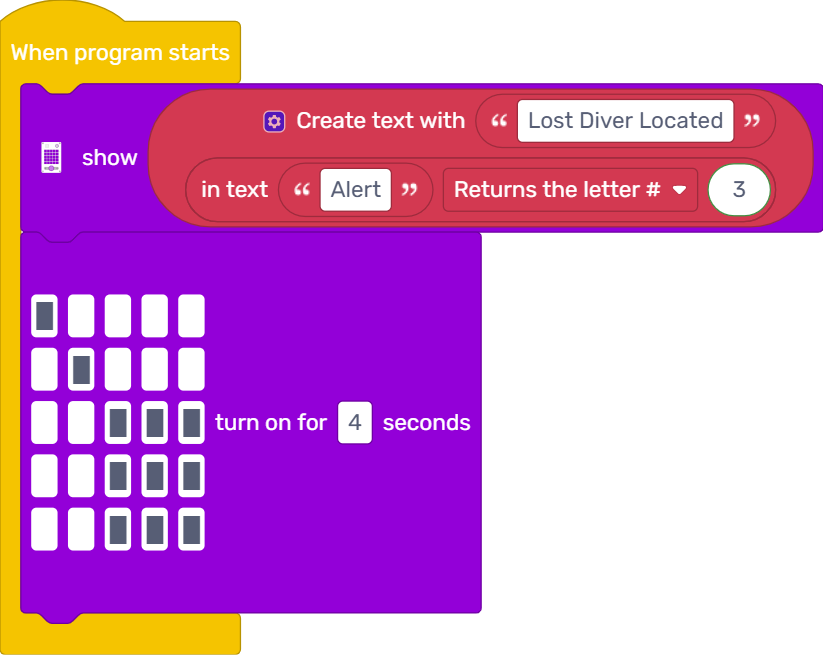 When program starts
Create text with “ Lost Diver Located ”
show
in text “ Alert ” Returns the letter # 3
turn on for 4 seconds